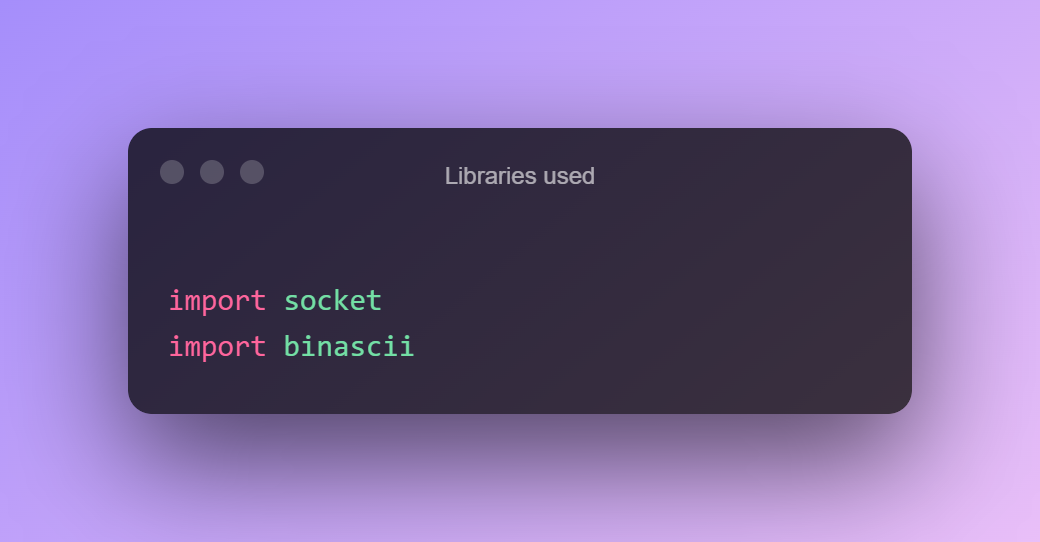 Libraries used
import socket
import binascii